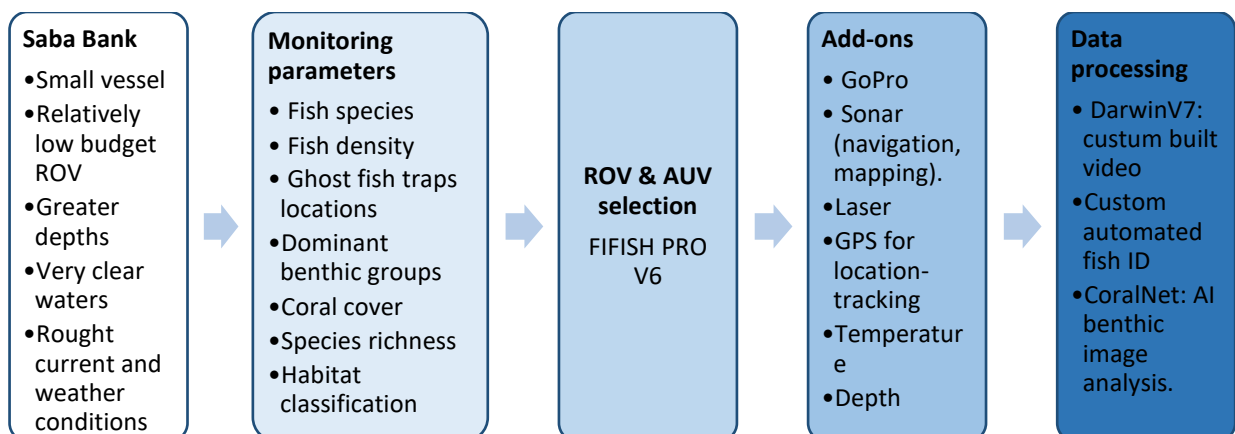 Saba Bank
•Small vessel
•Relatively
low budget
ROV
•Greater
depths
•Very clear
waters
•Rought
current and
weather
conditions
Monitoring
parameters
• Fish species
• Fish density
• Ghost fish traps
locations
•Dominant
benthic groups
•Coral cover
•Species richness
•Habitat
classification
ROV & AUV
selection
FIFISH PRO
V6
Add-ons
• GoPro
• Sonar
(navigation,
mapping).
•Laser
•GPS for
location-
tracking
•Temperatur
e
•Depth
Data
processing
• DarwinV7:
custum built
video
•Custom
automated
fish ID
•CoralNet: AI
benthic
image
analysis.